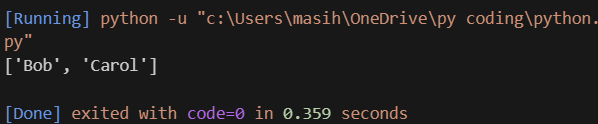 [Running] python -u "c:\Users\masih\OneDrive\py coding\python.
py"
['Bob', 'Carol']
[Done] exited with code=0 in 0.359 seconds